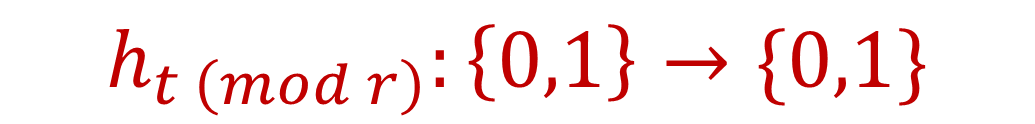 h_{t (mod r)}: {0,1} → {0,1}